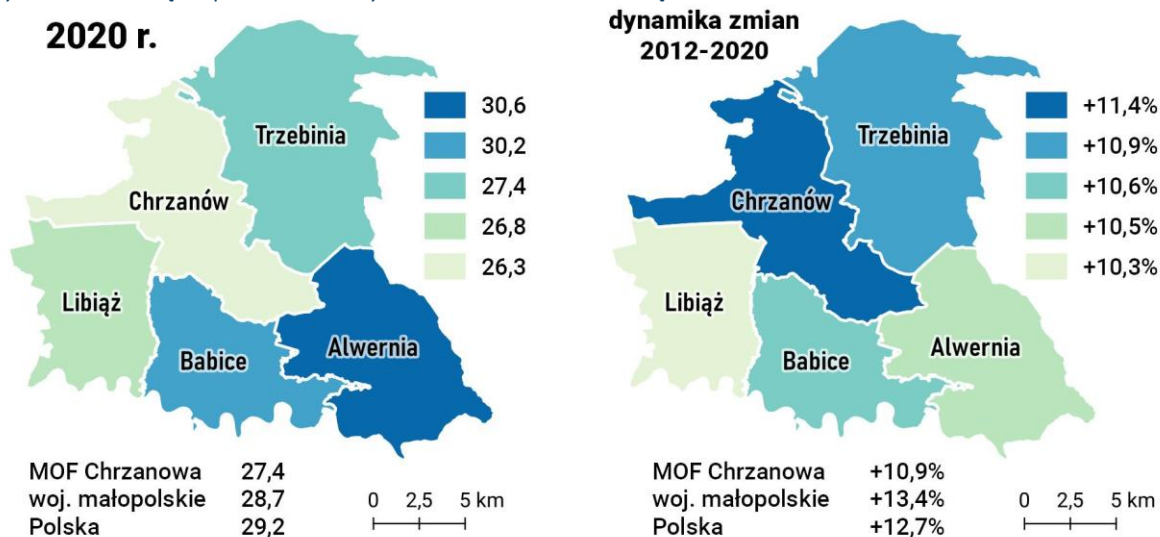 2020 r.
Trzebinia
Chrzanów
Libiąż
Babice
Alwernia
30,6
30,2
27,4
26,8
26,3
MOF Chrzanowa 27,4
woj. małopolskie 28,7
Polska 29,2
0 2,5 5 km
dynamika zmian
2012-2020
Trzebinia
Chrzanów
Libiąż
Babice
Alwernia
+11,4%
+10,9%
+10,6%
+10,5%
+10,3%
MOF Chrzanowa +10,9%
woj. małopolskie +13,4%
Polska +12,7%
0 2,5 5 km